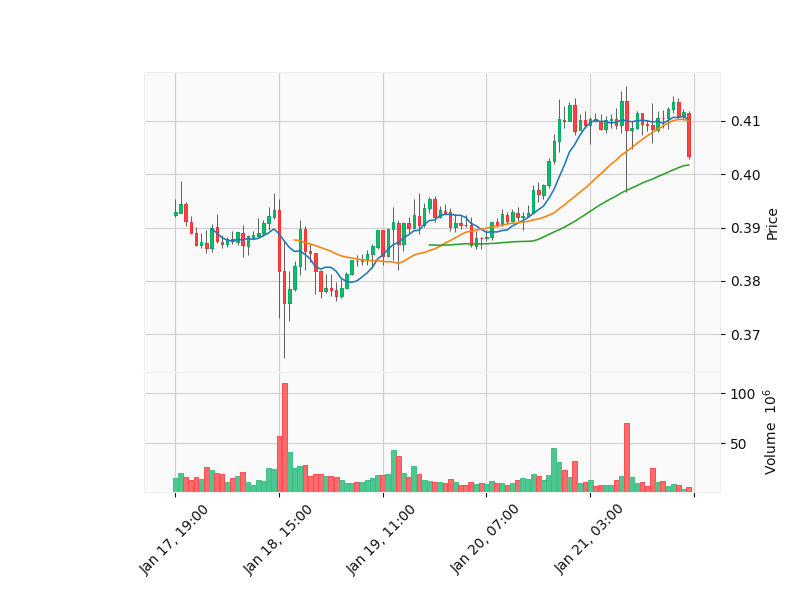 0.41
0.40
0.39
0.38
0.37
Price
100
50
Volume 10^6
Jan 17, 19:00
Jan 18, 15:00
Jan 19, 11:00
Jan 20, 07:00
Jan 21, 03:00